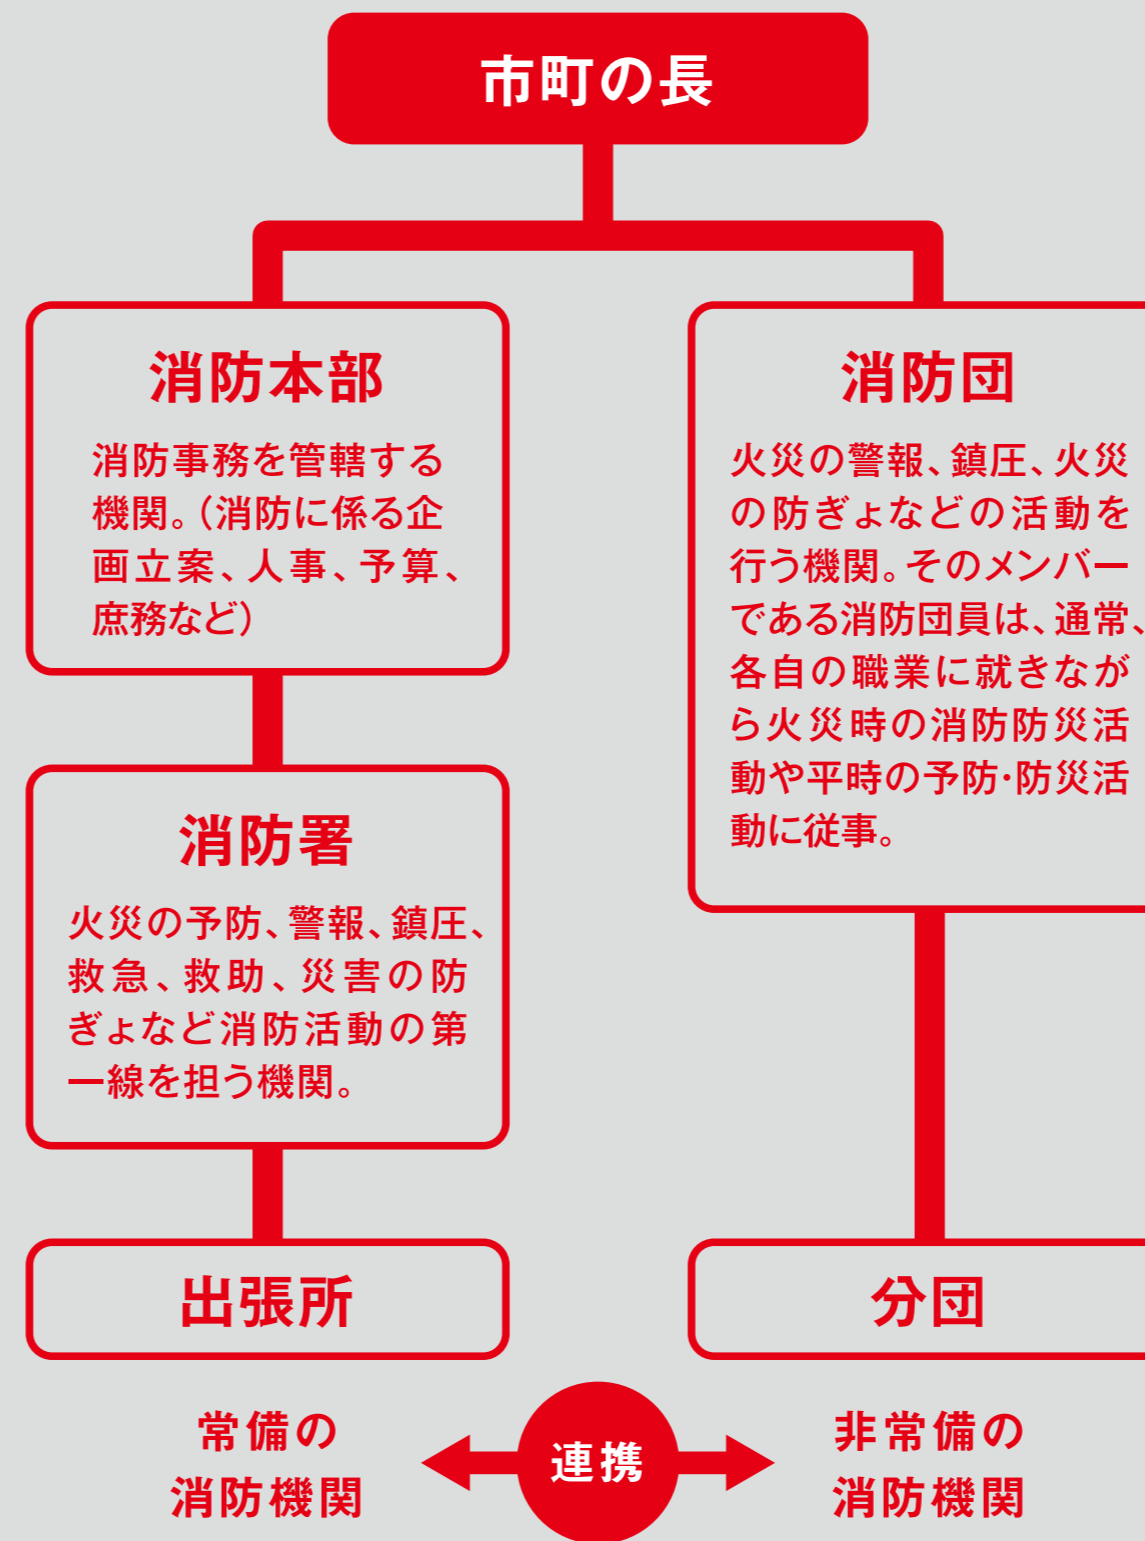 市町の長
消防本部
消防事務を管轄する
機関。（消防に係る企
画立案、人事、予算、
庶務など）
消防署
火災の予防、警報、鎮圧、
救急、救助、災害の防
ぎょなど消防活動の第
一線を担う機関。
出張所
常備の
消防機関
連携
消防団
火災の警報、鎮圧、火災
の防ぎょなどの活動を
行う機関。そのメンバー
である消防団員は、通常、
各自の職業に就きなが
ら火災時の消防防災活
動や平時の予防・防災活
動に従事。
分団
非常備の
消防機関